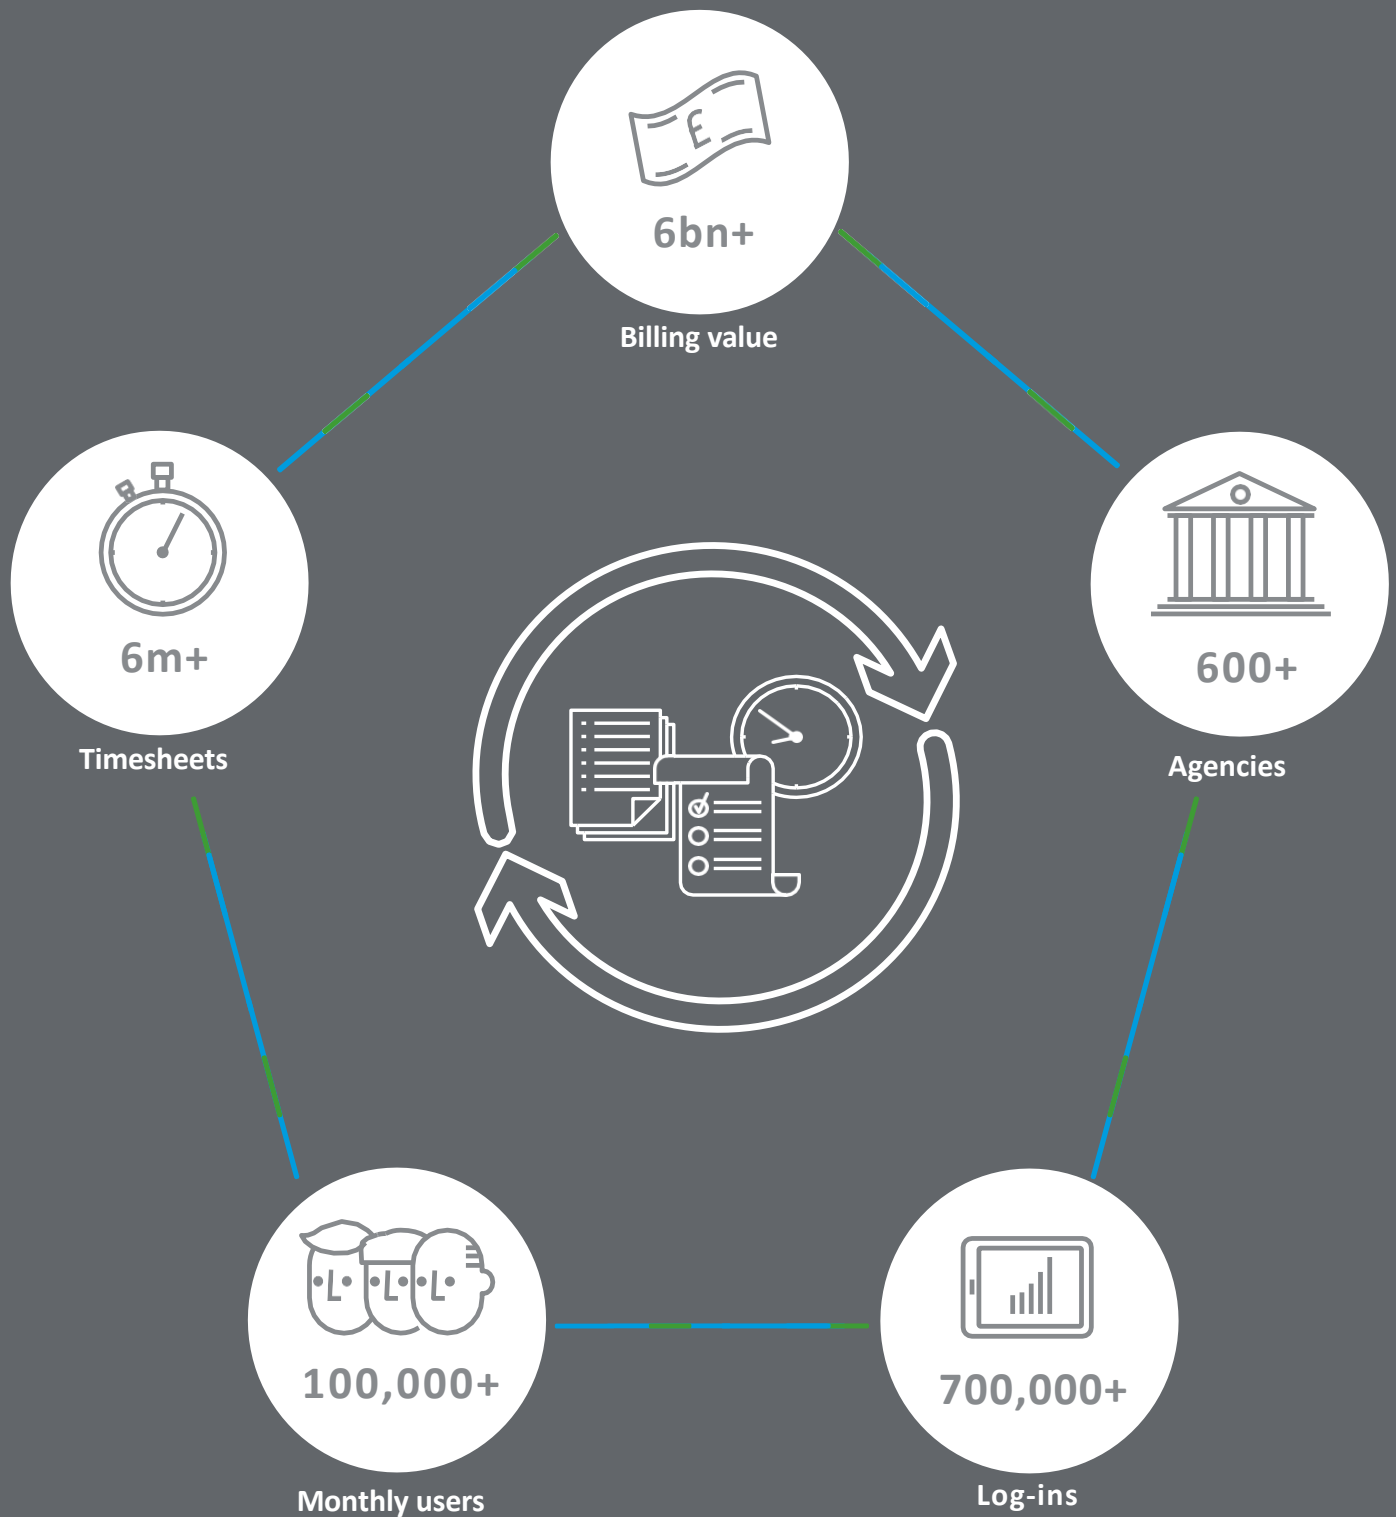 £
6bn+
Billing value
6m+
Timesheets
600+
Agencies
100,000+
Monthly users
700,000+
Log-ins